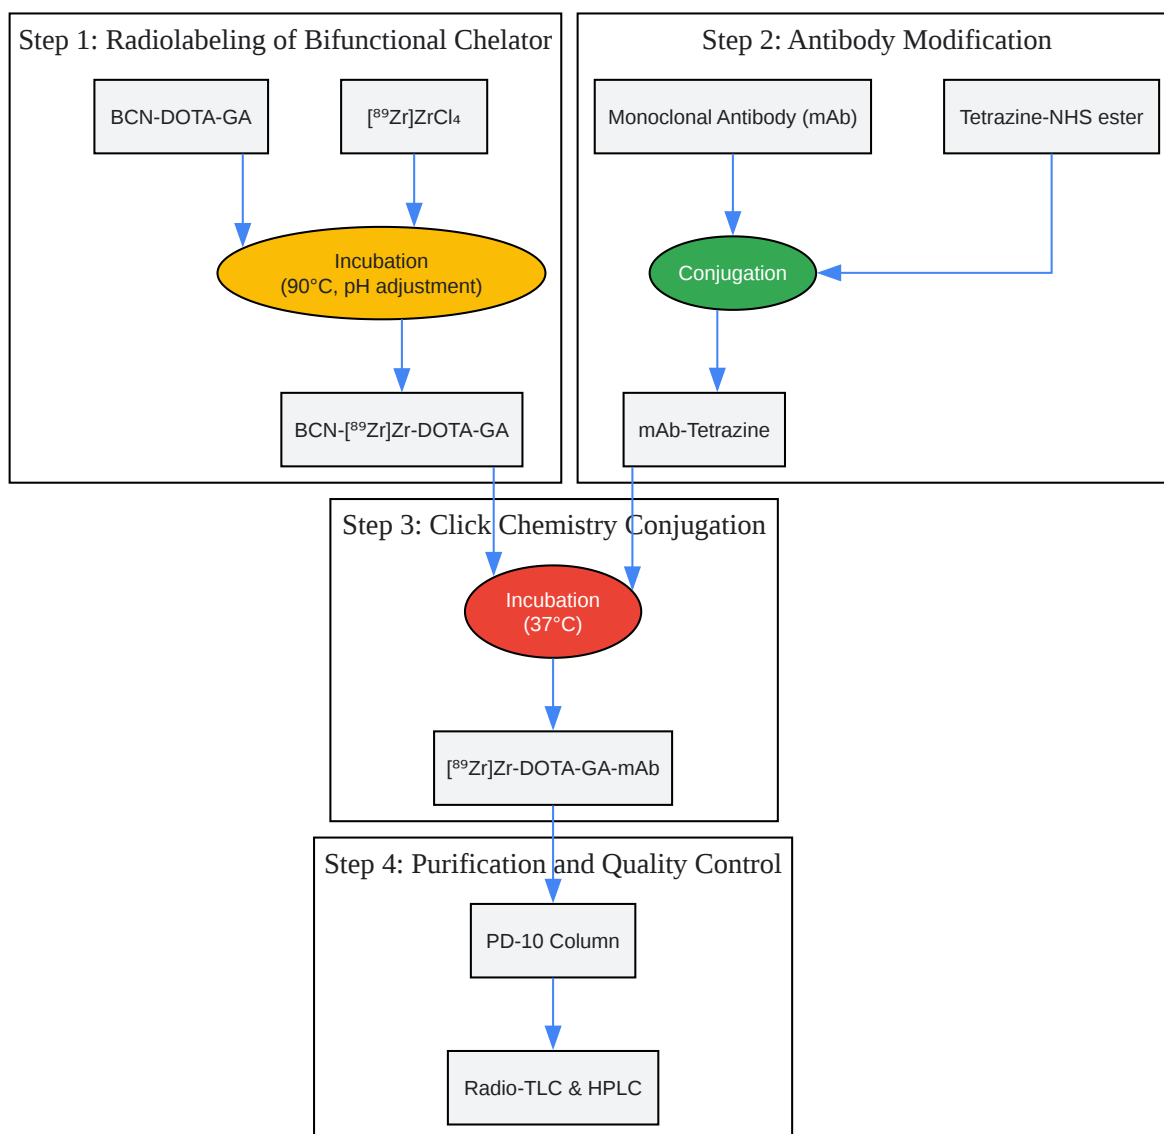 Step 1: Radiolabeling of Bifunctional Chelator
BCN-DOTA-GA
[⁸⁹Zr]ZrCl₄
Incubation
(90°C, pH adjustment)
BCN-[⁸⁹Zr]Zr-DOTA-GA
Step 2: Antibody Modification
Monoclonal Antibody (mAb)
Tetrazine-NHS ester
Conjugation
mAb-Tetrazine
Step 3: Click Chemistry Conjugation
Incubation
(37°C)
[⁸⁹Zr]Zr-DOTA-GA-mAb
Step 4: Purification and Quality Control
PD-10 Column
Radio-TLC & HPLC